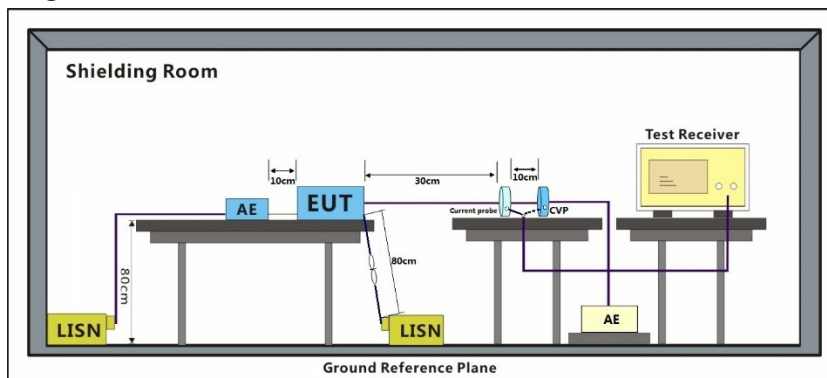 Shielding Room
Test Receiver
10cm
30cm
10cm
AE
EUT
Current probe
CVP
80cm
80cm
LISN
LISN
AE
Ground Reference Plane